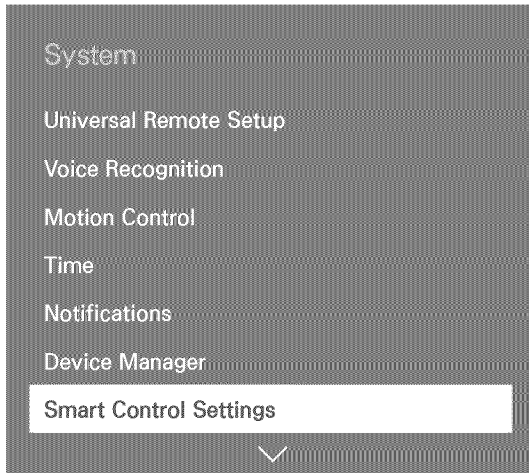 System
Universal Remote Setup
Voice Recognition
Motion Control
Time
Notifications
Device Manager
Smart Control Settings